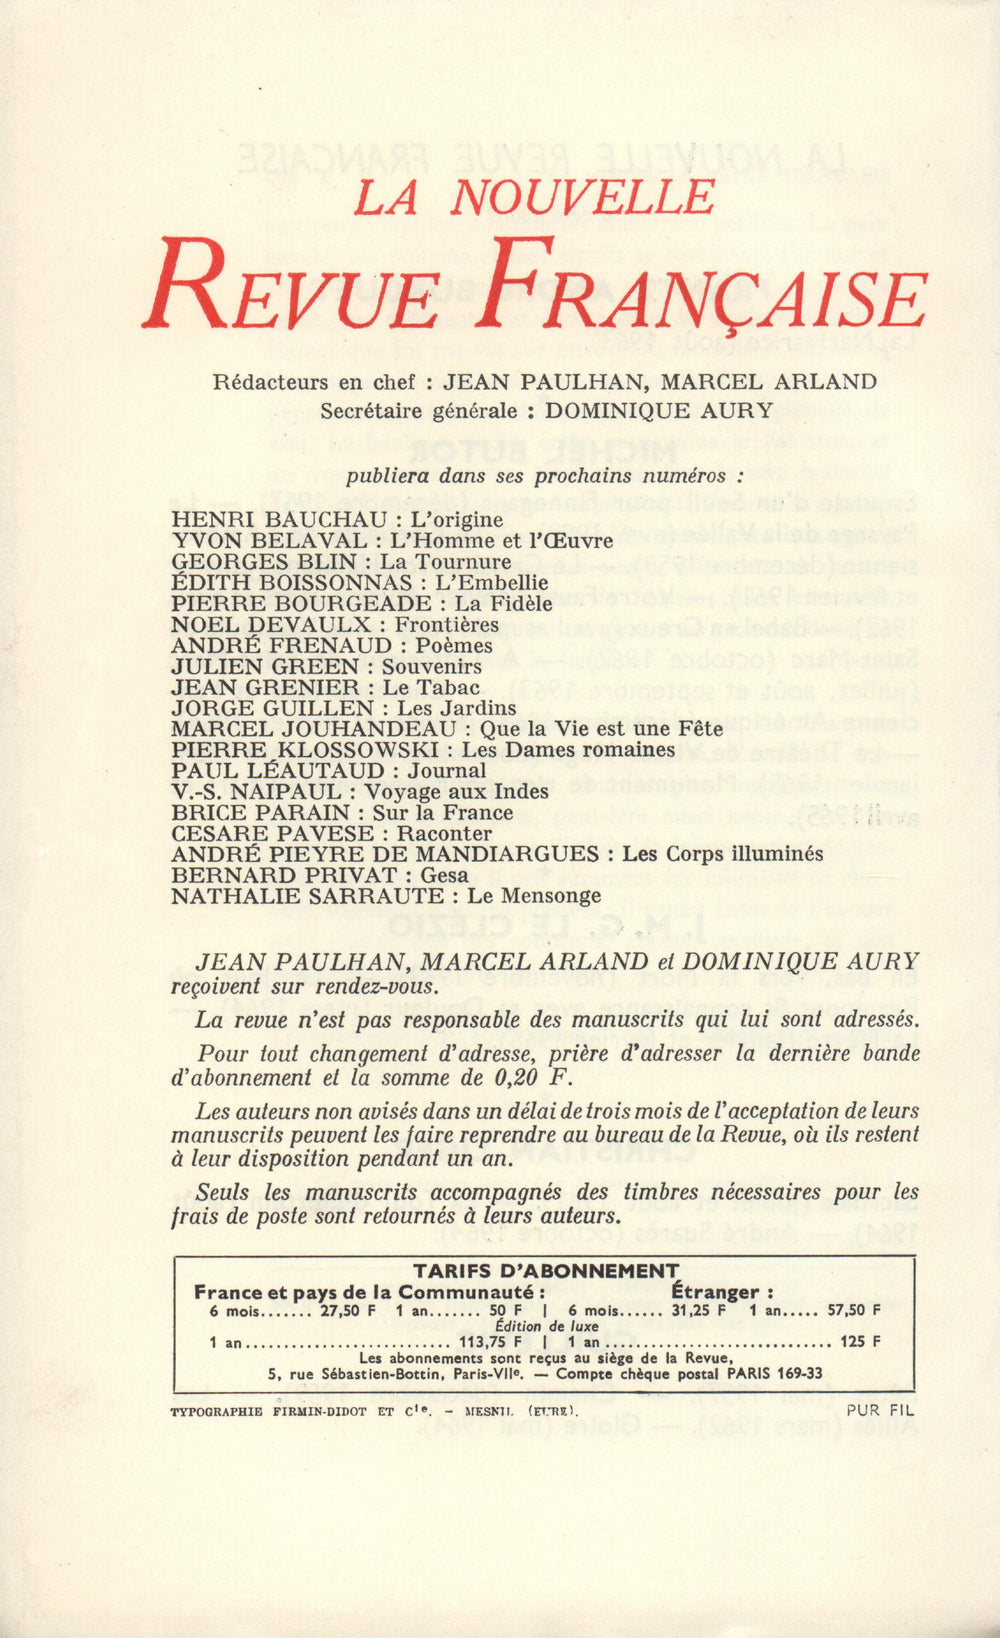 LA NOUVELLE
REVUE FRANÇAISE
Rédacteurs en chef : JEAN PAULHAN, MARCEL ARLAND
Secrétaire générale : DOMINIQUE AURY
publiera dans ses prochains numéros :
HENRI BAUCHAU : L'origine
YVON BELAVAL : L'Homme et l'Œuvre
GEORGES BLIN : La Tournure
ÉDITH BOISSONNAS : L'Embellie
PIERRE BOURGEADE : La Fidèle
NOEL DEVAULX : Frontières
ANDRÉ FRENAUD : Poèmes
JULIEN GREEN : Souvenirs
JEAN GRENIER : Le Tabac
JORGE GUILLEN : Les Jardins
MARCEL JOUHANDEAU : Que la Vie est une Fête
PIERRE KLOSSOWSKI : Les Dames romaines
PAUL LÉAUTAUD : Journal
V.-S. NAIPAUL : Voyage aux Indes
BRICE PARAIN : Sur la France
CESARE PAVESE : Raconter
ANDRÉ PIEYRE DE MANDIARGUES : Les Corps illuminés
BERNARD PRIVAT : Gesa
NATHALIE SARRAUTE : Le Mensonge
JEAN PAULHAN, MARCEL ARLAND et DOMINIQUE AURY
reçoivent sur rendez-vous.
La revue n'est pas responsable des manuscrits qui lui sont adressés.
Pour tout changement d'adresse, prière d'adresser la dernière bande
d'abonnement et la somme de 0,20 F.
Les auteurs non avisés dans un délai de trois mois de l'acceptation de leurs
manuscrits peuvent les faire reprendre au bureau de la Revue, où ils restent
à leur disposition pendant un an.
Seuls les manuscrits accompagnés des timbres nécessaires pour les
frais de poste sont retournés à leurs auteurs.
TARIFS D'ABONNEMENT
France et pays de la Communauté : Étranger :
6 mois....... 27,50 F 1 an....... 50 F | 6 mois...... 31,25 F 1 an..... 57,50 F
Édition de luxe
1 an............................ 113,75 F | 1 an .............................. 125 F
Les abonnements sont reçus au siège de la Revue,
5, rue Sébastien-Bottin, Paris-VIIe. — Compte chèque postal PARIS 169-33
TYPOGRAPHIE FIRMIN-DIDOT ET Cie. – MESNIL (EURE). PUR FIL